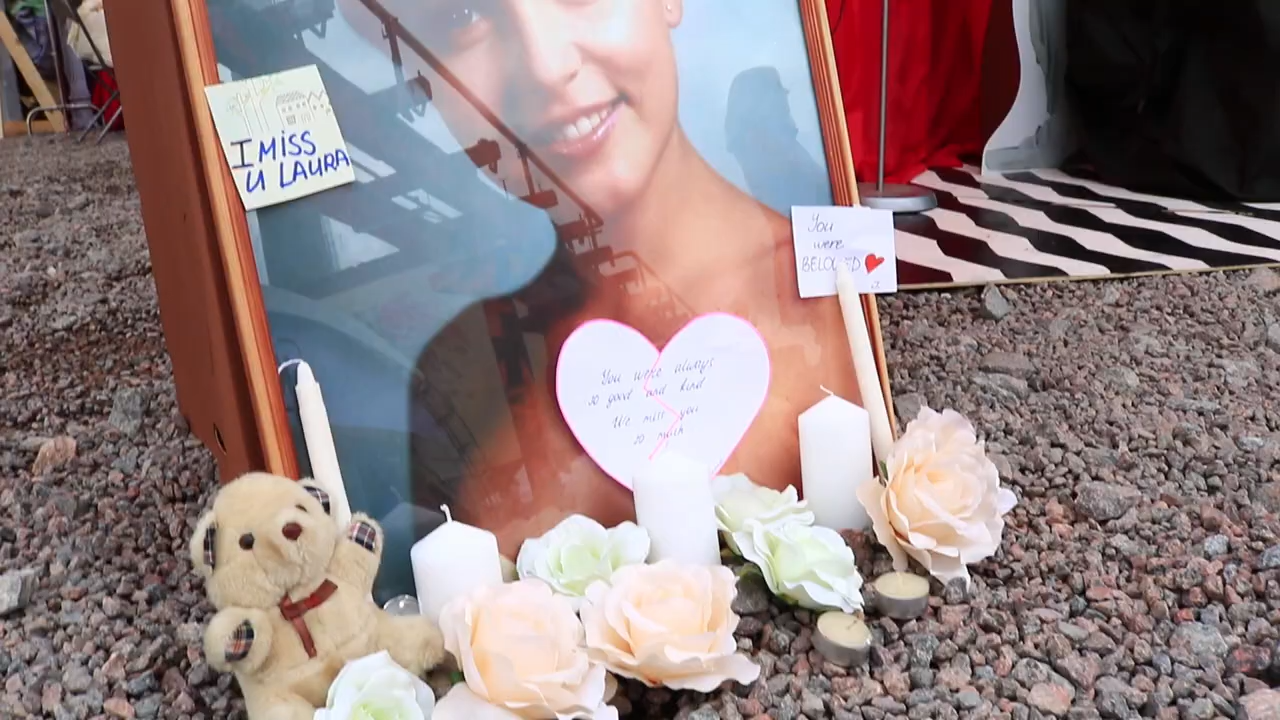 I MISS
U LAURA
You
were
BELOVED
J.
You were always
so good and kind
We miss you
so much